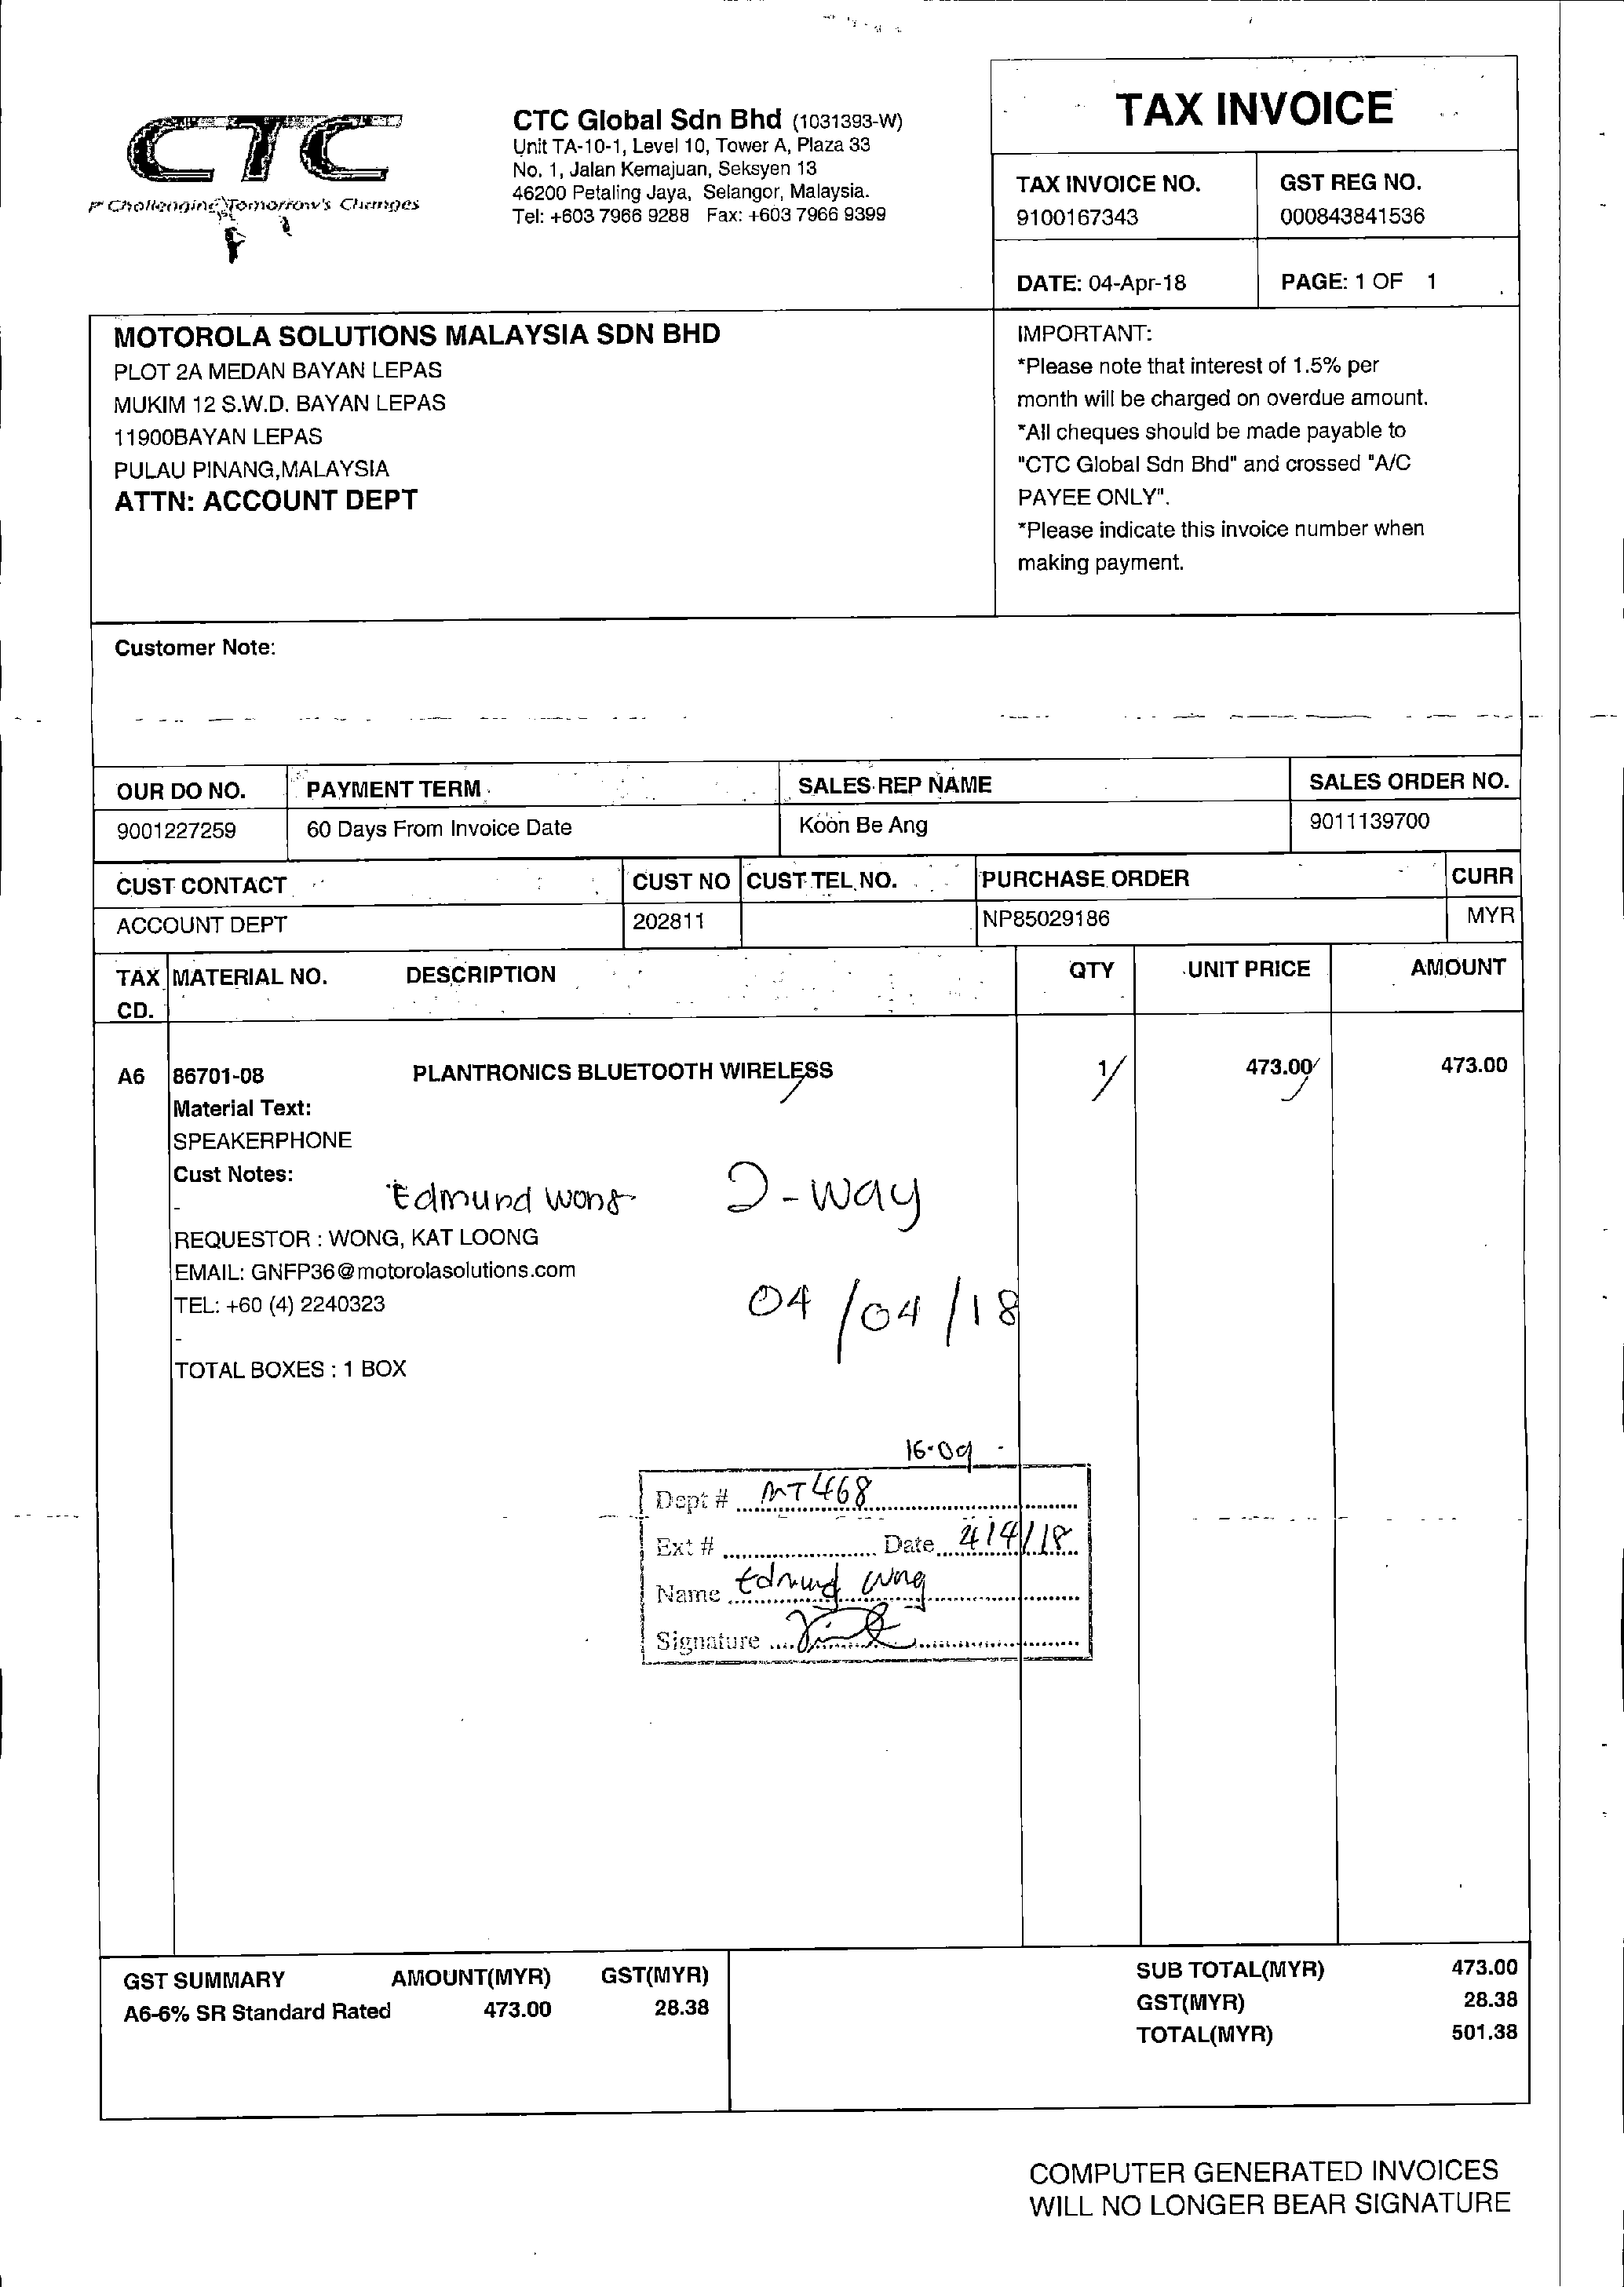 CTC
Challenging Tomorrow's Changes
CTC Global Sdn Bhd (1031393-W)
Unit TA-10-1, Level 10, Tower A, Plaza 33
No. 1, Jalan Kemajuan, Seksyen 13
46200 Petaling Jaya, Selangor, Malaysia.
Tel: +603 7966 9288 Fax: +603 7966 9399
TAX INVOICE
TAX INVOICE NO. GST REG NO.
9100167343 000843841536
DATE: 04-Apr-18 PAGE: 1 OF 1
MOTOROLA SOLUTIONS MALAYSIA SDN BHD
PLOT 2A MEDAN BAYAN LEPAS
MUKIM 12 S.W.D. BAYAN LEPAS
11900BAYAN LEPAS
PULAU PINANG,MALAYSIA
ATTN: ACCOUNT DEPT
IMPORTANT:
*Please note that interest of 1.5% per
month will be charged on overdue amount.
*All cheques should be made payable to
"CTC Global Sdn Bhd" and crossed "A/C
PAYEE ONLY".
*Please indicate this invoice number when
making payment.
Customer Note:
OUR DO NO. PAYMENT TERM SALES REP NAME SALES ORDER NO.
9001227259 60 Days From Invoice Date Koon Be Ang 9011139700
CUST CONTACT CUST NO CUST TEL NO. PURCHASE ORDER CURR
ACCOUNT DEPT 202811 NP85029186 MYR
TAX MATERIAL NO. DESCRIPTION QTY UNIT PRICE AMOUNT
CD.
A6 86701-08 PLANTRONICS BLUETOOTH WIRELESS 1 473.00 473.00
Material Text:
SPEAKERPHONE
Cust Notes:
-
Edmund Wong 2-way
REQUESTOR : WONG, KAT LOONG
EMAIL: GNFP36@motorolasolutions.com
TEL: +60 (4) 2240323
04/04/18
-
TOTAL BOXES : 1 BOX
16.09
Dept # MT468
Ext # Date 4/4/18
Name Edmund Wong
Signature
GST SUMMARY AMOUNT(MYR) GST(MYR)
A6-6% SR Standard Rated 473.00 28.38
SUB TOTAL(MYR) 473.00
GST(MYR) 28.38
TOTAL(MYR) 501.38
COMPUTER GENERATED INVOICES
WILL NO LONGER BEAR SIGNATURE